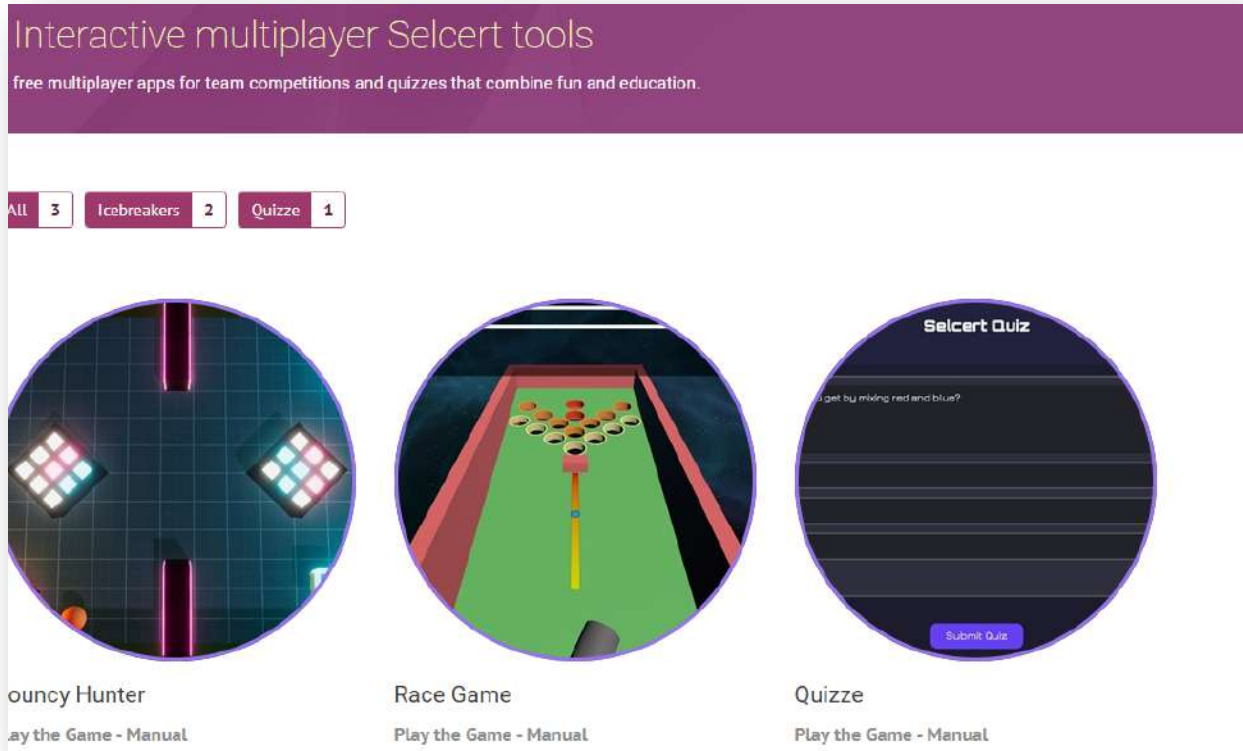 Interactive multiplayer Selcert tools
free multiplayer apps for team competitions and quizzes that combine fun and education.
All 3 Icebreakers 2 Quizze 1
Selcert Quiz
get by mixing red and blue?
Submit Quiz
ouncy Hunter Race Game Quizze
ay the Game - Manual Play the Game - Manual Play the Game - Manual